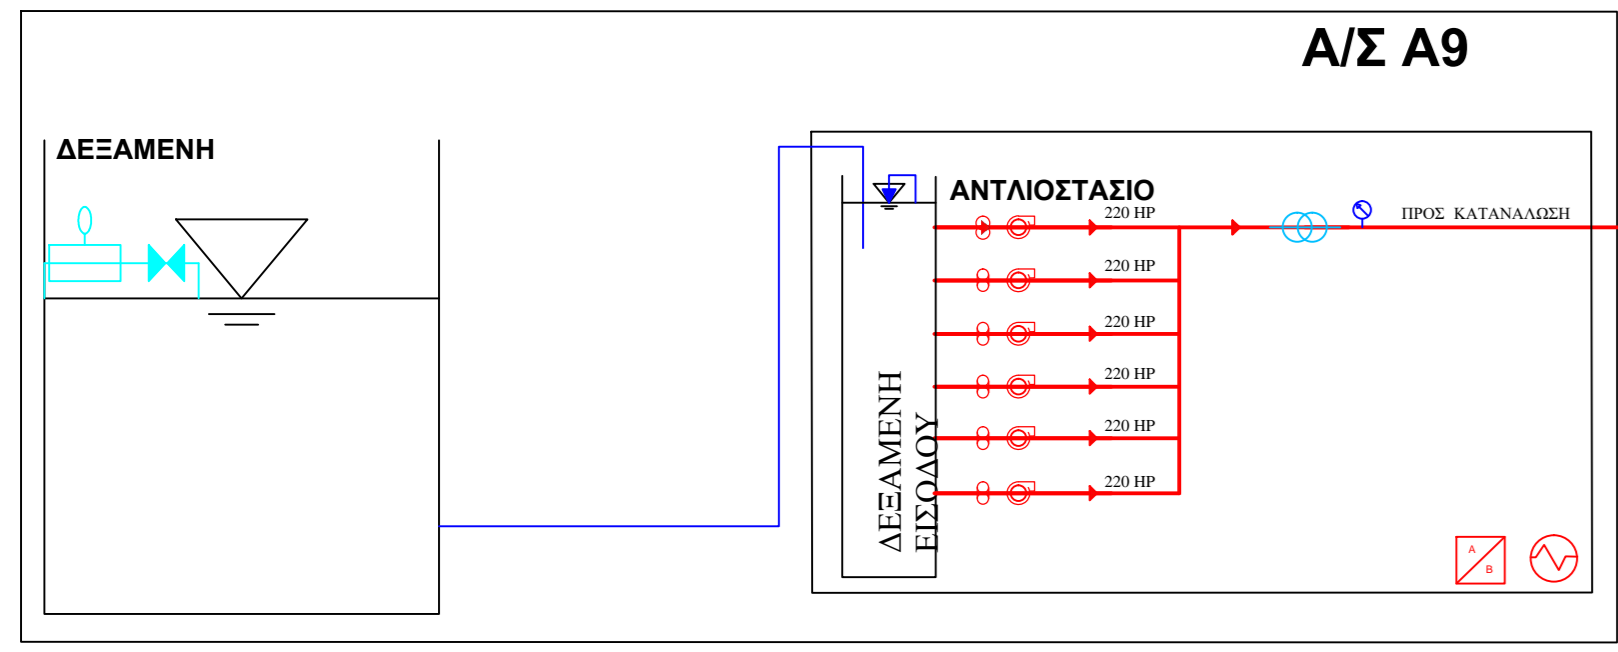 Α/Σ Α9
ΔΕΞΑΜΕΝΗ
ΑΝΤΛΙΟΣΤΑΣΙΟ
220 HP
ΠΡΟΣ ΚΑΤΑΝΑΛΩΣΗ
220 HP
220 HP
220 HP
220 HP
220 HP
ΔΕΞΑΜΕΝΗ
ΕΙΣΟΔΟΥ
A
B